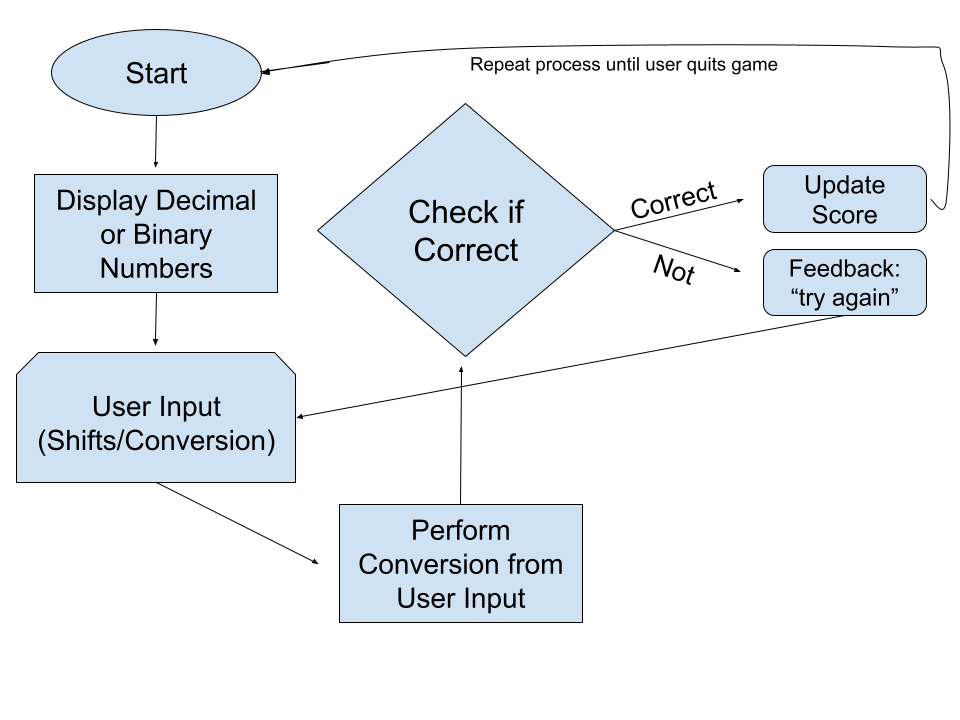 Start
Repeat process until user quits game
Display Decimal
or Binary
Numbers
Check if
Correct
Correct
Not
Update
Score
Feedback:
“try again”
User Input
(Shifts/Conversion)
Perform
Conversion from
User Input